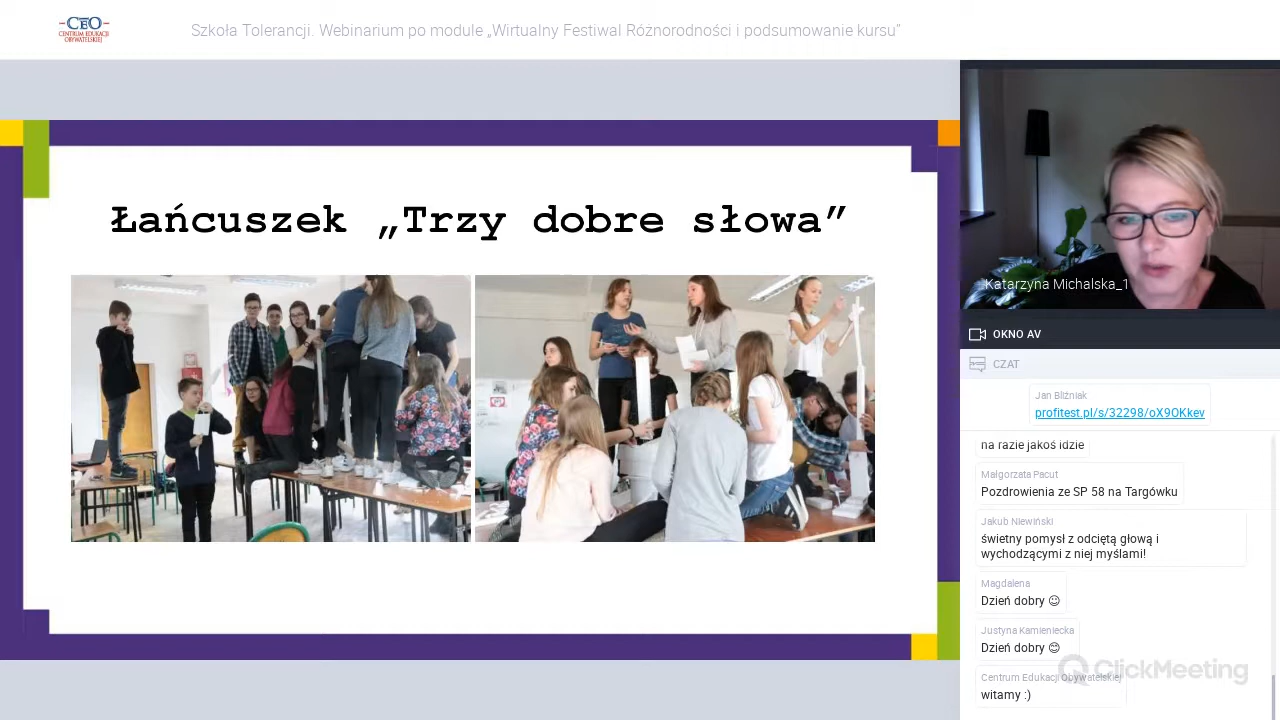 CEO
CENTRUM EDUKACJI
OBYWATELSKIEJ
Szkoła Tolerancji. Webinarium po module „Wirtualny Festiwal Różnorodności i podsumowanie kursu”
Łańcuszek „Trzy dobre słowa”
Katarzyna Michalska_1
OKNO AV
CZAT
Jan Bliźniak
profitest.pl/s/32298/oX9OKkev
na razie jakoś idzie
Małgorzata Pacut
Pozdrowienia ze SP 58 na Targówku
Jakub Niewiński
świetny pomysł z odciętą głową i
wychodzącymi z niej myślami!
Magdalena
Dzień dobry 😉
Justyna Kamieniecka
Dzień dobry 😊
Centrum Edukacji Obywatelskiej
witamy :)
ClickMeeting